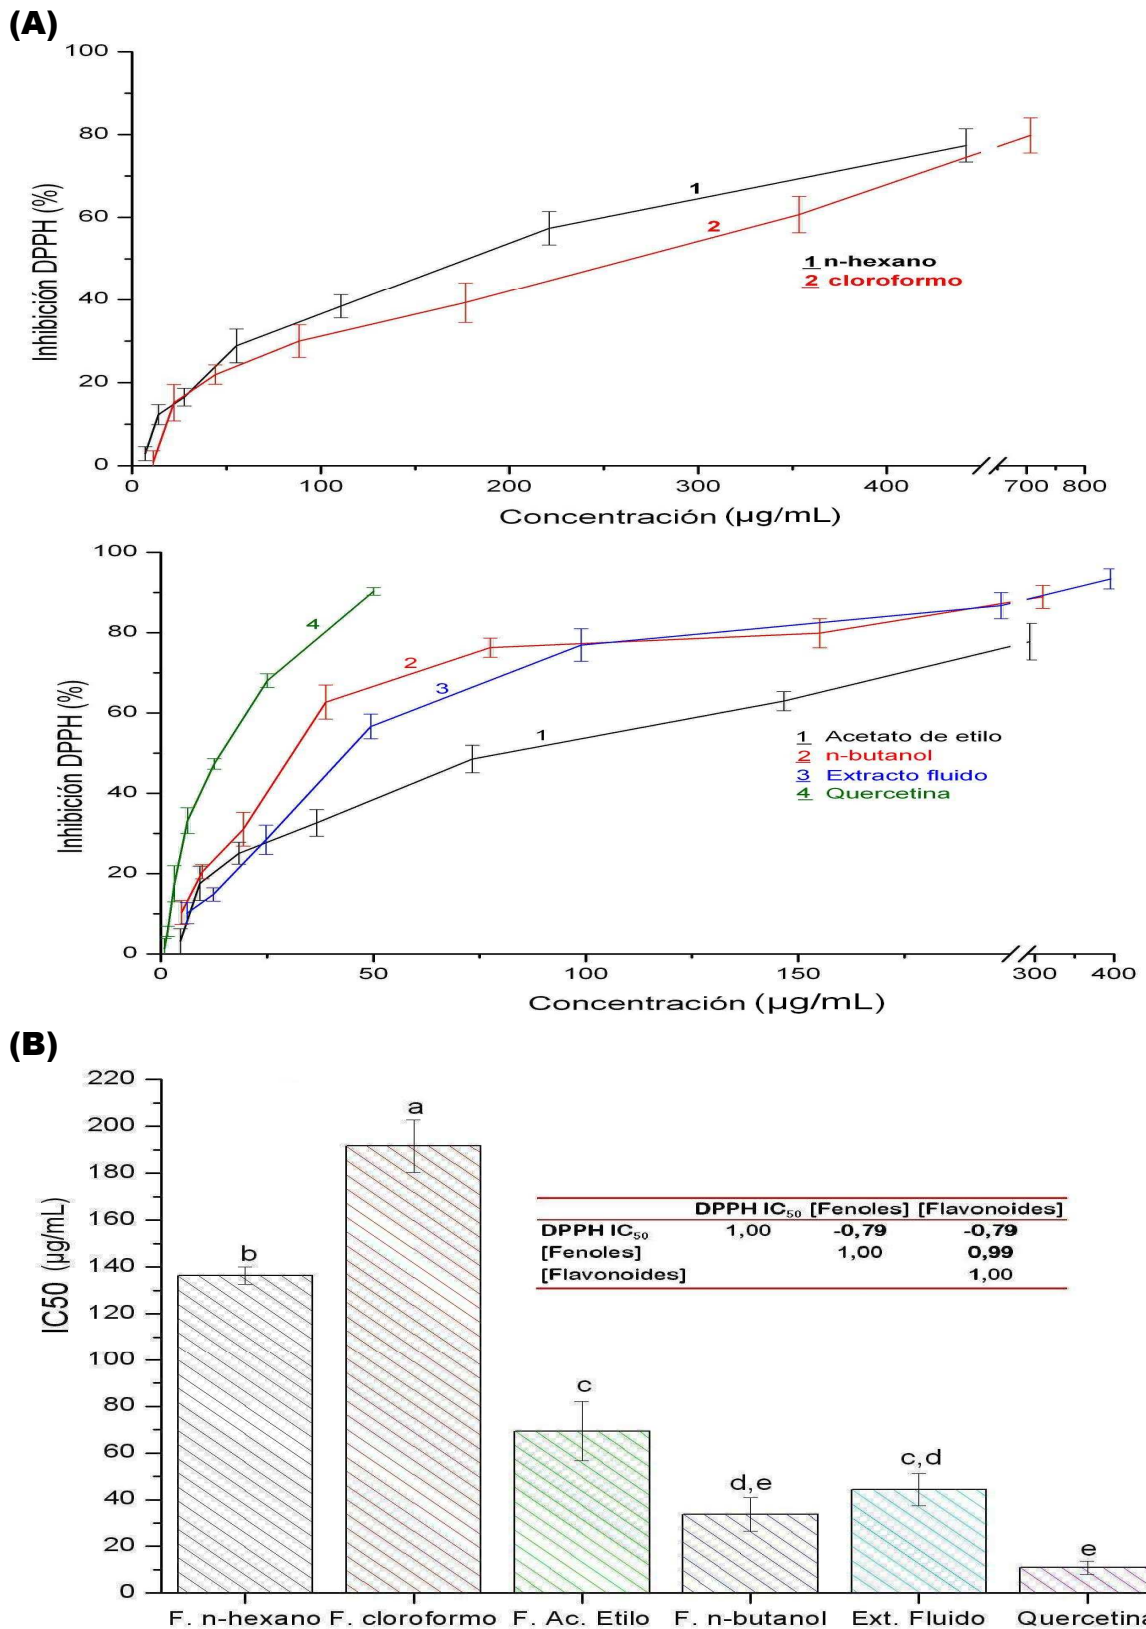 (A)
100
80
60
40
20
0
Inhibición DPPH (%)
1
2
1 n-hexano
2 cloroformo
0 100 200 300 400 700 800
Concentración (µg/mL)
100
80
60
40
20
0
Inhibición DPPH (%)
4
2
3
1
1 Acetato de etilo
2 n-butanol
3 Extracto fluido
4 Quercetina
0 50 100 150 300 400
Concentración (µg/mL)
(B)
220
200
180
160
140
120
100
80
60
40
20
0
IC50 (µg/mL)
a
b
c
d,e
c,d
e
DPPH IC₅₀ [Fenoles] [Flavonoides]
DPPH IC₅₀ 1,00 -0,79 -0,79
[Fenoles] 1,00 0,99
[Flavonoides] 1,00
F. n-hexano F. cloroformo F. Ac. Etilo F. n-butanol Ext. Fluido Quercetina